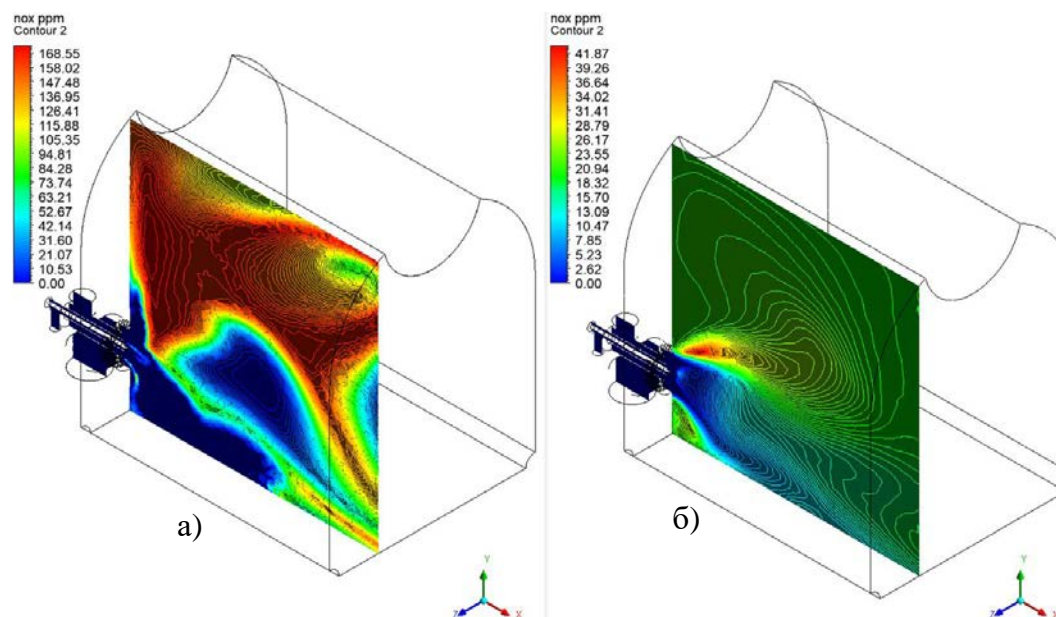 nox ppm
Contour 2
168.55
158.02
147.48
136.95
126.41
115.88
105.35
94.81
84.28
73.74
63.21
52.67
42.14
31.60
21.07
10.53
0.00
а)
Y
Z
X
nox ppm
Contour 2
41.87
39.26
36.64
34.02
31.41
28.79
26.17
23.55
20.94
18.32
15.70
13.09
10.47
7.85
5.23
2.62
0.00
б)
Y
Z
X